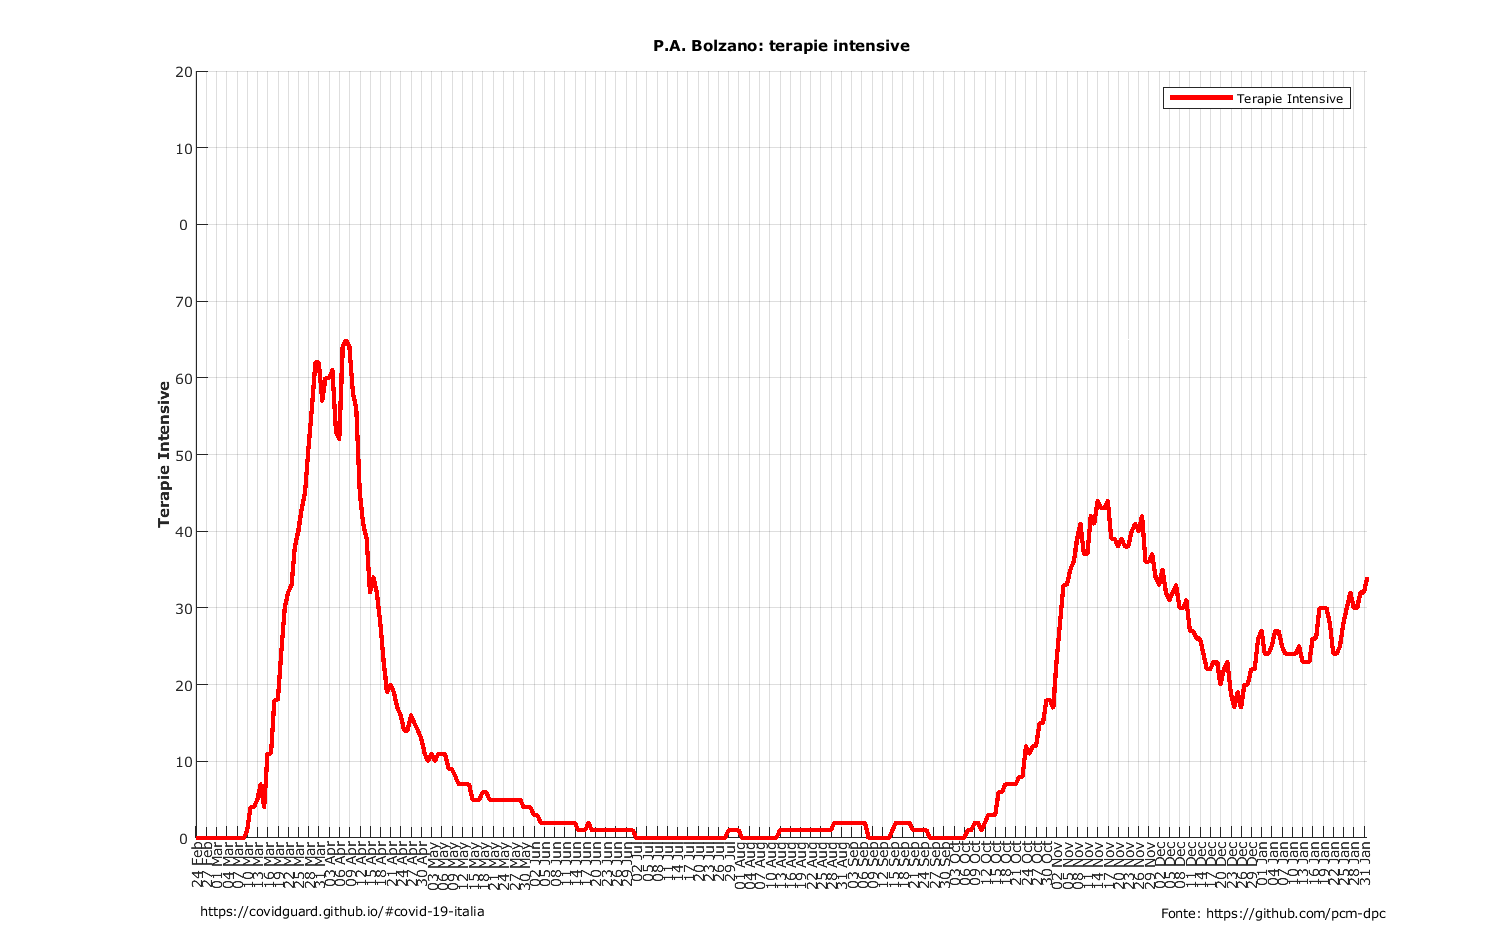 P.A. Bolzano: terapie intensive
Terapie Intensive
20
10
0
70
60
50
40
30
20
10
0
Terapie Intensive
24 Feb
27 Feb
01 Mar
04 Mar
07 Mar
10 Mar
13 Mar
16 Mar
19 Mar
22 Mar
25 Mar
28 Mar
31 Mar
03 Apr
06 Apr
09 Apr
12 Apr
15 Apr
18 Apr
21 Apr
24 Apr
27 Apr
30 Apr
03 May
06 May
09 May
12 May
15 May
18 May
21 May
24 May
27 May
30 May
02 Jun
05 Jun
08 Jun
11 Jun
14 Jun
17 Jun
20 Jun
23 Jun
26 Jun
29 Jun
02 Jul
05 Jul
08 Jul
11 Jul
14 Jul
17 Jul
20 Jul
23 Jul
26 Jul
29 Jul
01 Aug
04 Aug
07 Aug
10 Aug
13 Aug
16 Aug
19 Aug
22 Aug
25 Aug
28 Aug
31 Aug
03 Sep
06 Sep
09 Sep
12 Sep
15 Sep
18 Sep
21 Sep
24 Sep
27 Sep
30 Sep
03 Oct
06 Oct
09 Oct
12 Oct
15 Oct
18 Oct
21 Oct
24 Oct
27 Oct
30 Oct
02 Nov
05 Nov
08 Nov
11 Nov
14 Nov
17 Nov
20 Nov
23 Nov
26 Nov
29 Nov
02 Dec
05 Dec
08 Dec
11 Dec
14 Dec
17 Dec
20 Dec
23 Dec
26 Dec
29 Dec
01 Jan
04 Jan
07 Jan
10 Jan
13 Jan
16 Jan
19 Jan
22 Jan
25 Jan
28 Jan
31 Jan
https://covidguard.github.io/#covid-19-italia
Fonte: https://github.com/pcm-dpc